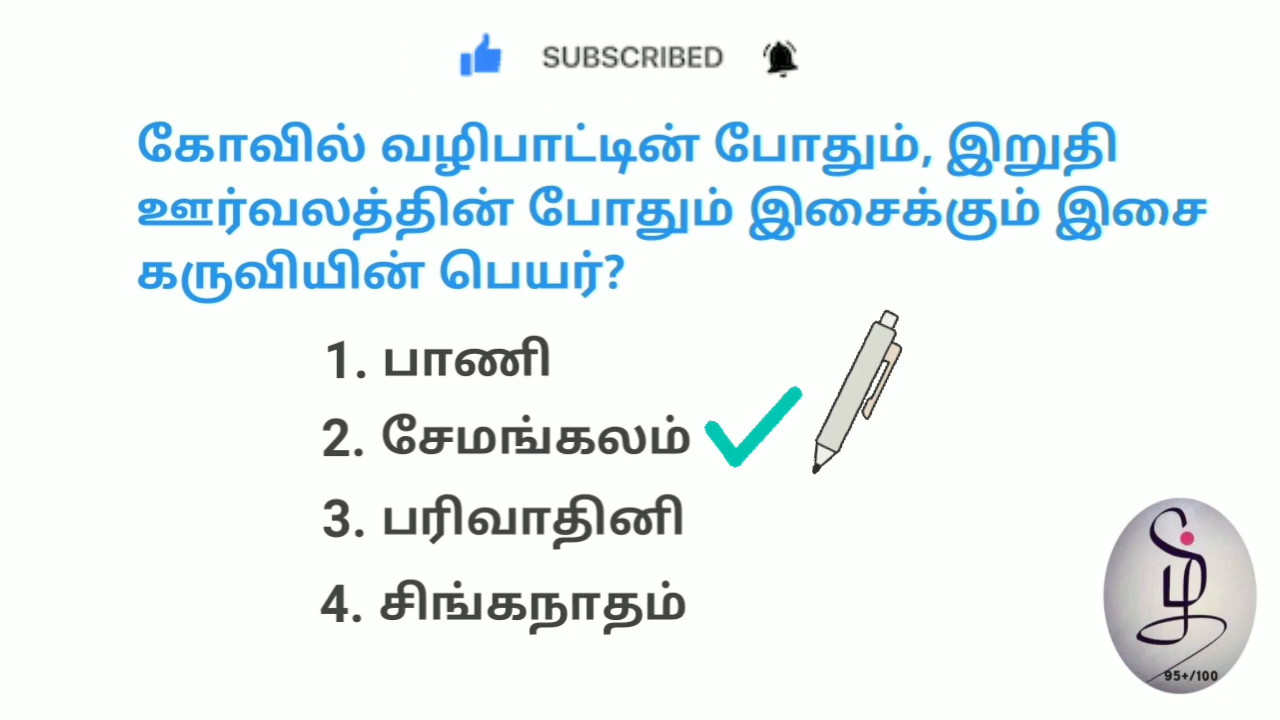 SUBSCRIBED
கோவில் வழிபாட்டின் போதும், இறுதி
ஊர்வலத்தின் போதும் இசைக்கும் இசை
கருவியின் பெயர்?
1. பாணி
2. சேமங்கலம்
3. பரிவாதினி
4. சிங்கநாதம்
ழி
95+/100